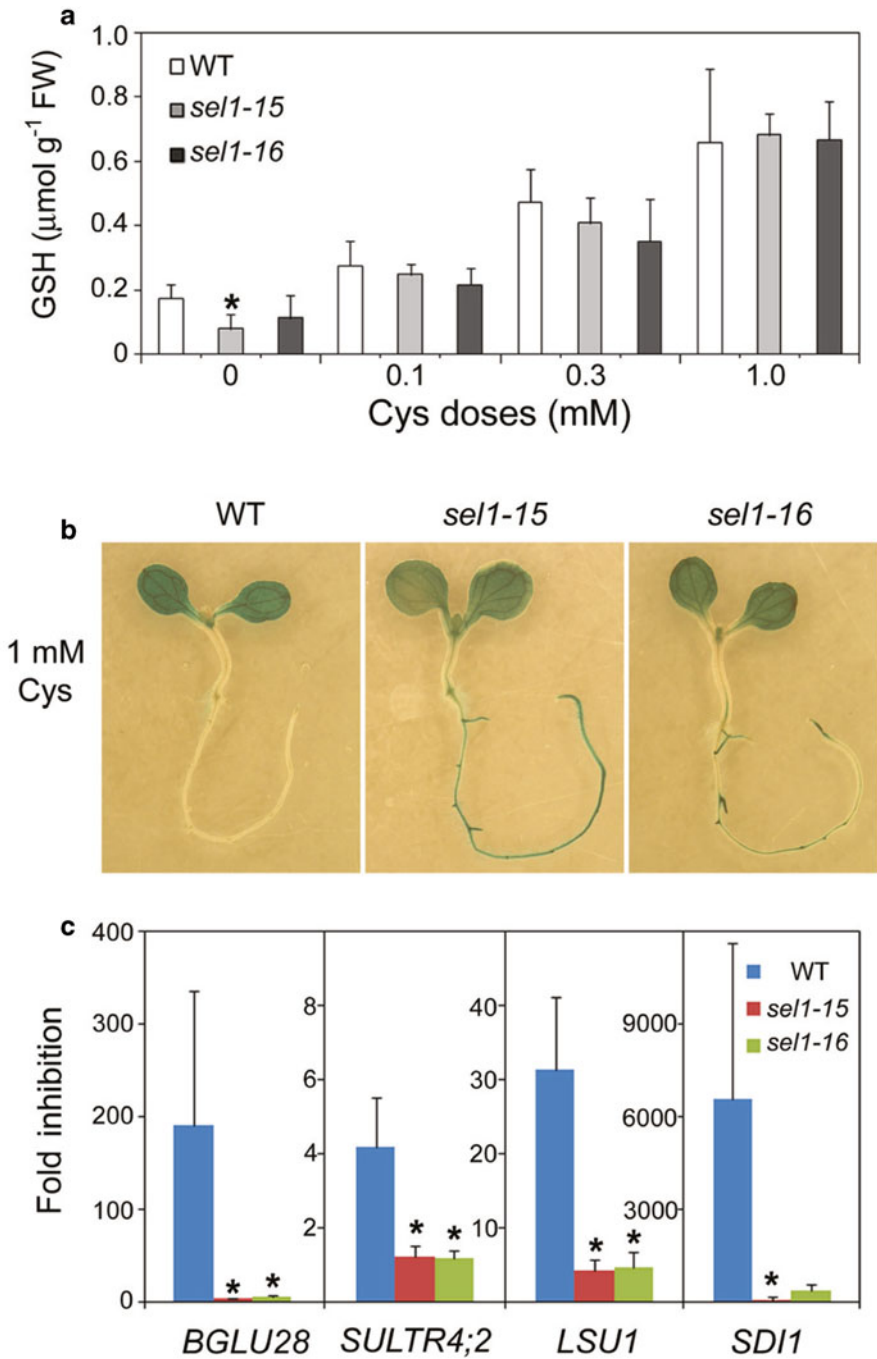 a
1.0
0.8
0.6
0.4
0.2
0
GSH (μmol g⁻¹ FW)
WT
sel1-15
sel1-16
*
0 0.1 0.3 1.0
Cys doses (mM)
b
WT sel1-15 sel1-16
1 mM
Cys
c
Fold inhibition
400
300
200
100
0
8
6
4
2
40
30
20
10
9000
6000
3000
WT
sel1-15
sel1-16
* * * * * * *
BGLU28 SULTR4;2 LSU1 SDI1